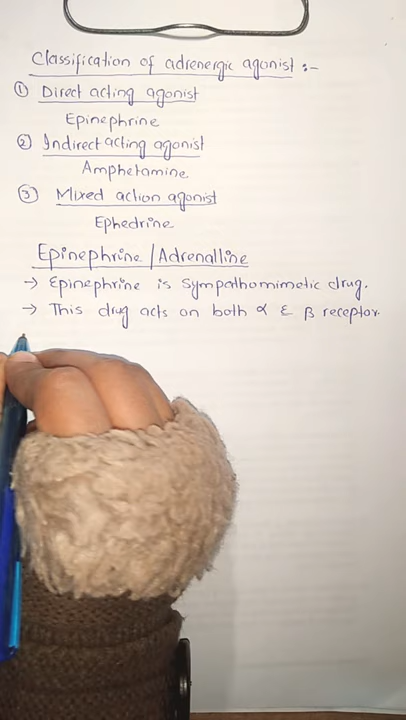 Classification of adrenergic agonist :-
① Direct acting agonist
Epinephrine
② Indirect acting agonist
Amphetamine
③ Mixed action agonist
Ephedrine
Epinephrine / Adrenalline
→ Epinephrine is Sympathomimetic drug.
→ This drug acts on both α & β receptor.